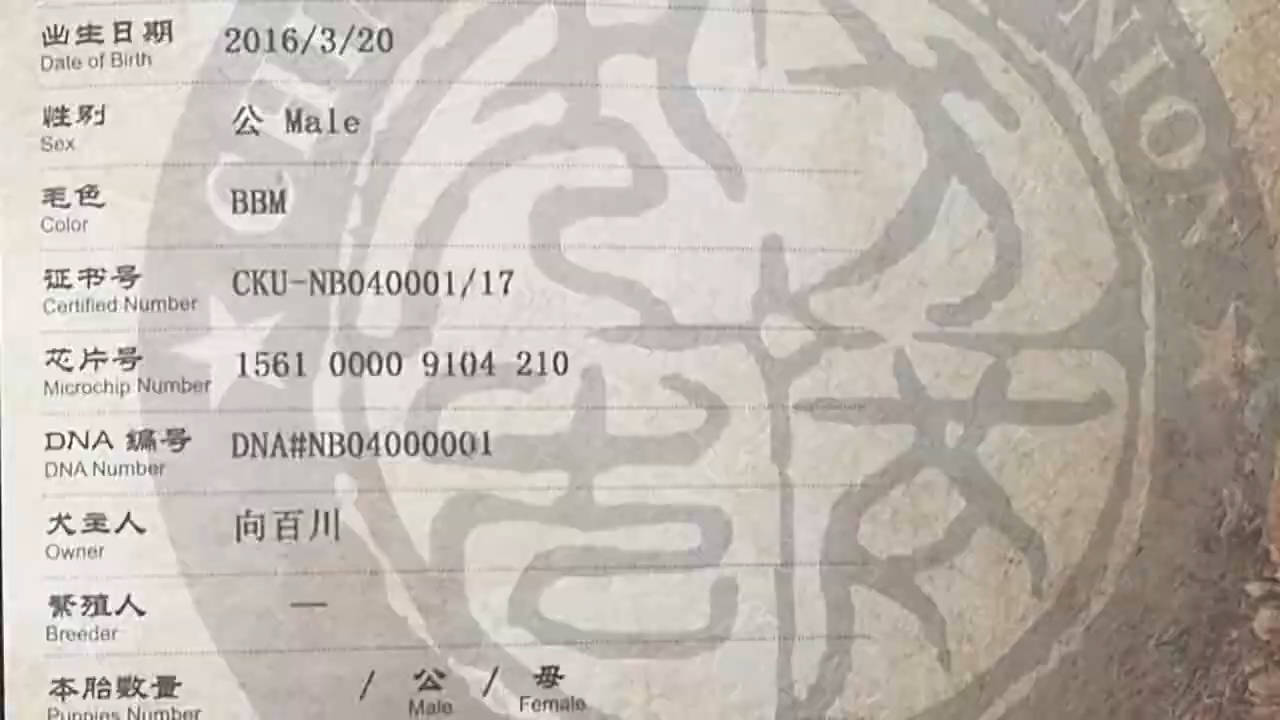 出生日期 2016/3/20
Date of Birth
性别 公 Male
Sex
毛色 BBM
Color
证书号 CKU-NB040001/17
Certified Number
芯片号 1561 0000 9104 210
Microchip Number
DNA 编号 DNA#NB04000001
DNA Number
犬主人 向百川
Owner
繁殖人 —
Breeder
本胎数量 / 公 / 母
Puppies Number Male Female